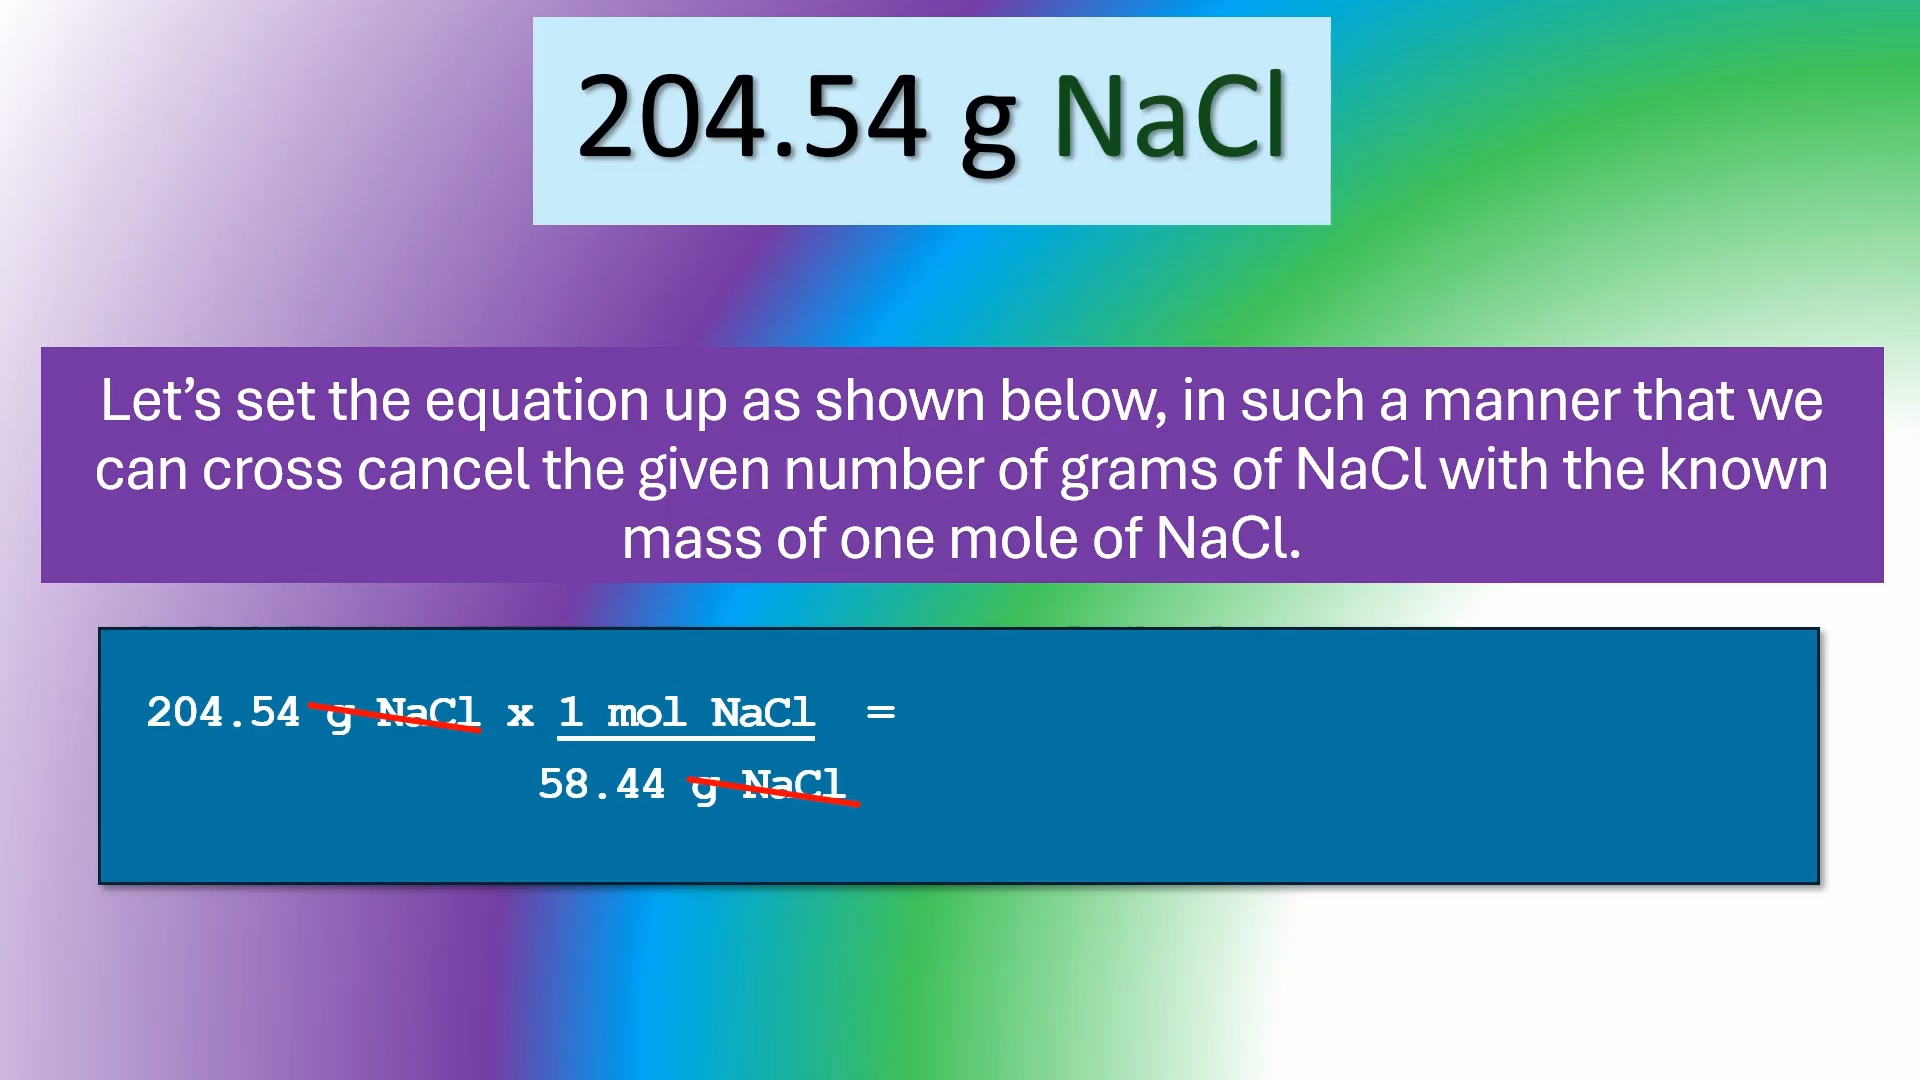 204.54 g NaCl
Let’s set the equation up as shown below, in such a manner that we
can cross cancel the given number of grams of NaCl with the known
mass of one mole of NaCl.
204.54 g NaCl x 1 mol NaCl =
58.44 g NaCl